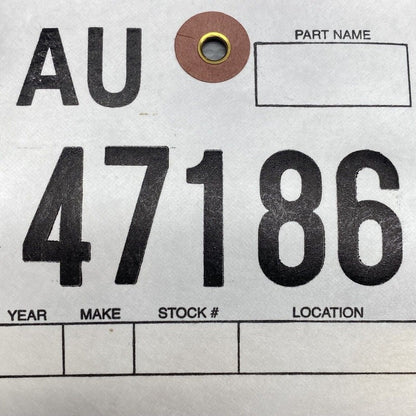 AU
PART NAME
47186
YEAR MAKE STOCK # LOCATION